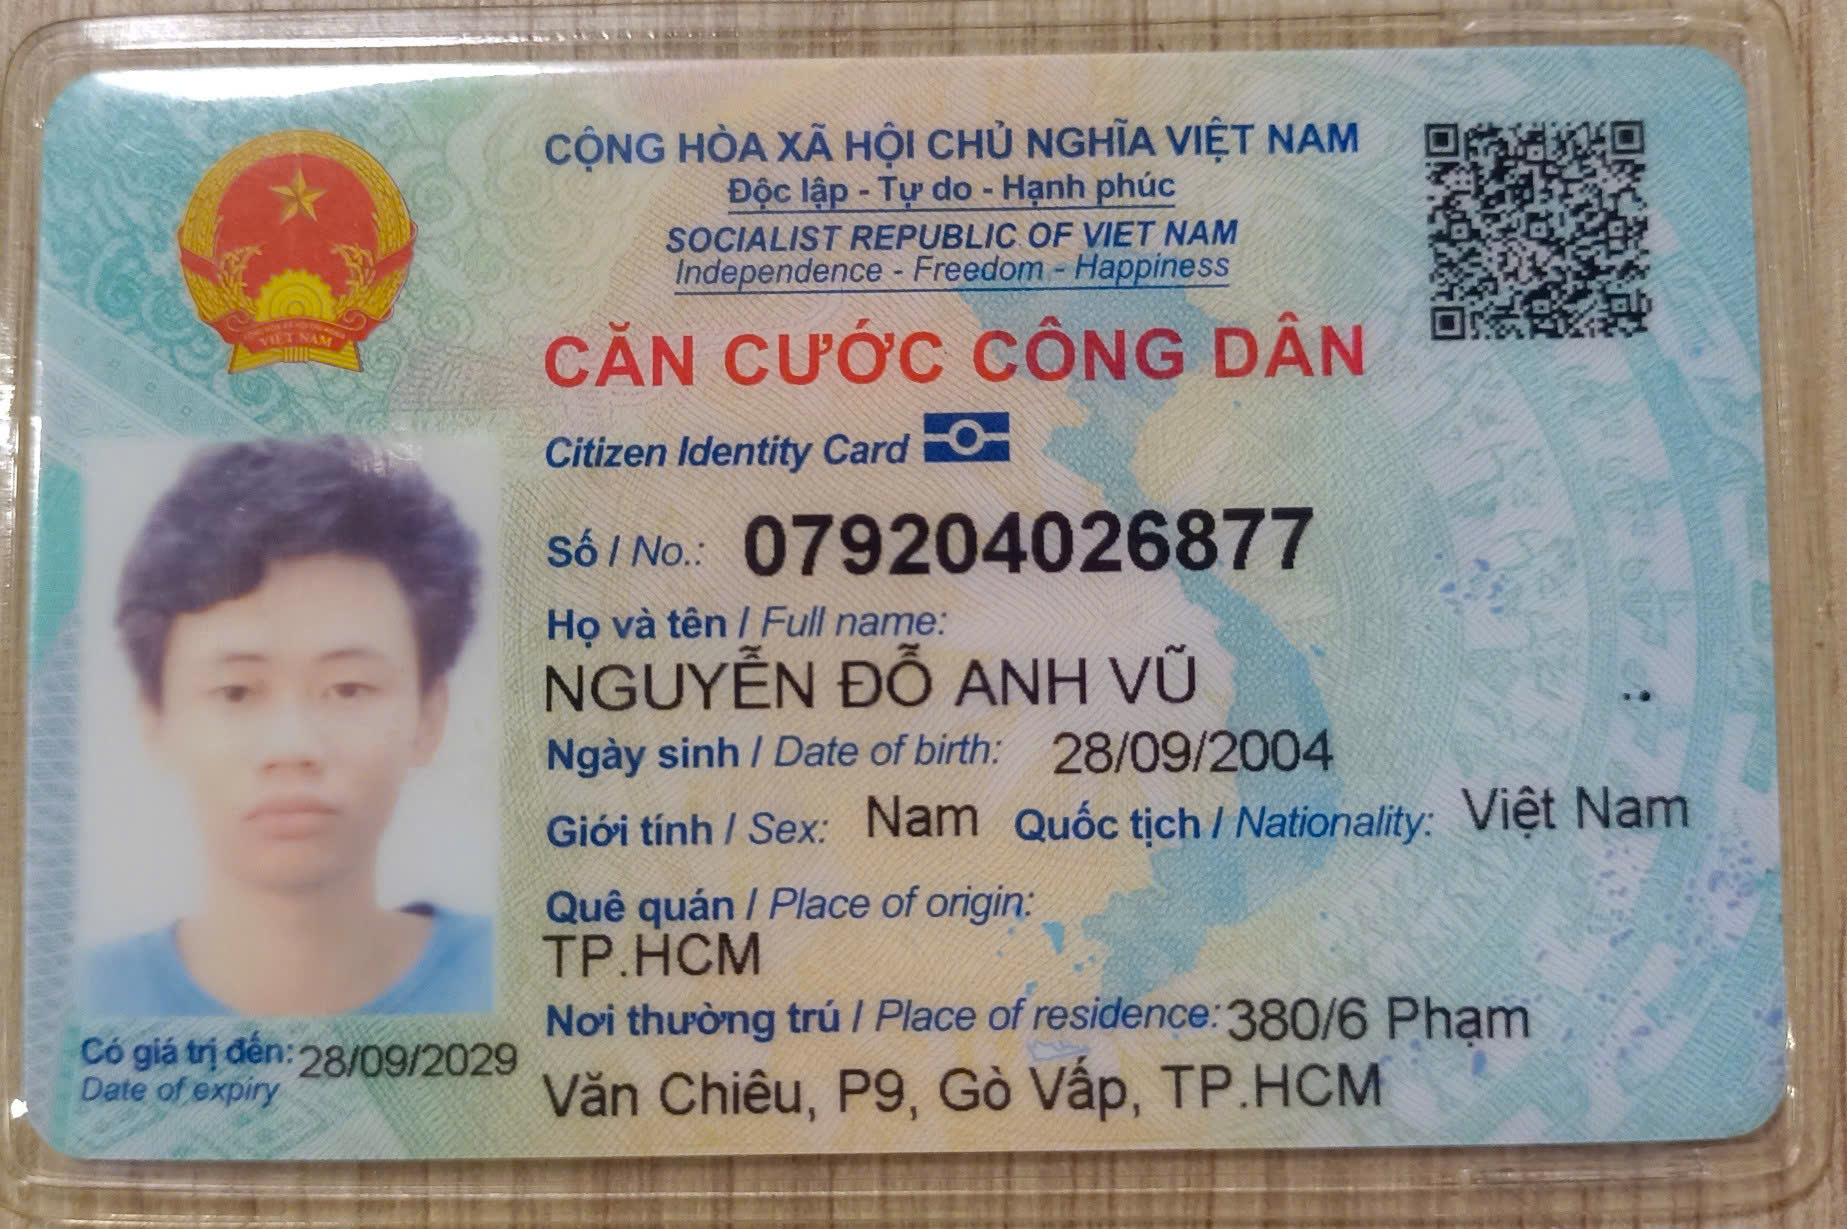 CỘNG HÒA XÃ HỘI CHỦ NGHĨA VIỆT NAM
Độc lập - Tự do - Hạnh phúc
SOCIALIST REPUBLIC OF VIET NAM
Independence - Freedom - Happiness
CĂN CƯỚC CÔNG DÂN
Citizen Identity Card
Số / No.: 079204026877
Họ và tên / Full name:
NGUYỄN ĐỖ ANH VŨ
Ngày sinh / Date of birth: 28/09/2004
Giới tính / Sex: Nam Quốc tịch / Nationality: Việt Nam
Quê quán / Place of origin:
TP.HCM
Nơi thường trú / Place of residence: 380/6 Phạm
Văn Chiêu, P9, Gò Vấp, TP.HCM
Có giá trị đến: 28/09/2029
Date of expiry
VIỆT NAM